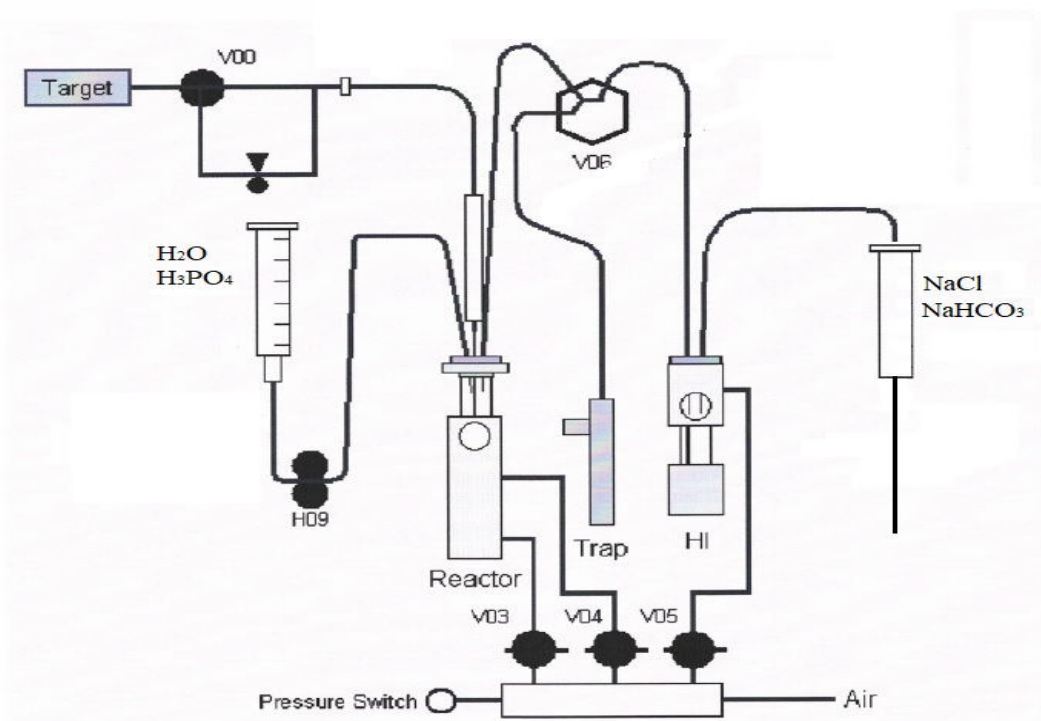 V00
Target
V06
H₂O
H₃PO₄
NaCl
NaHCO₃
H09
Trap
HI
Reactor
V03
V04
V05
Pressure Switch
Air